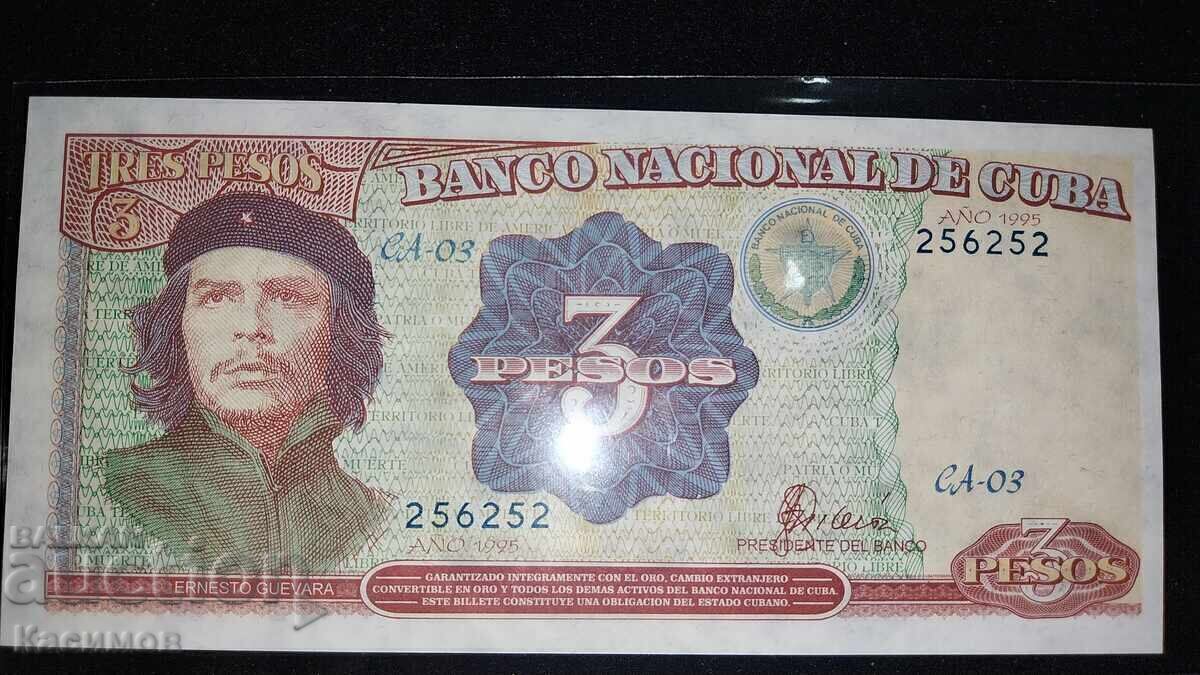 TRES PESOS
BANCO NACIONAL DE CUBA
3
AÑO 1995
CA-03
256252
BANCO NACIONAL DE CUBA
3
PESOS
CA-03
256252
AÑO 1995
PRESIDENTE DEL BANCO
3
PESOS
ERNESTO GUEVARA
GARANTIZADO INTEGRAMENTE CON EL ORO, CAMBIO EXTRANJERO
CONVERTIBLE EN ORO Y TODOS LOS DEMAS ACTIVOS DEL BANCO NACIONAL DE CUBA.
ESTE BILLETE CONSTITUYE UNA OBLIGACION DEL ESTADO CUBANO.
Касимов